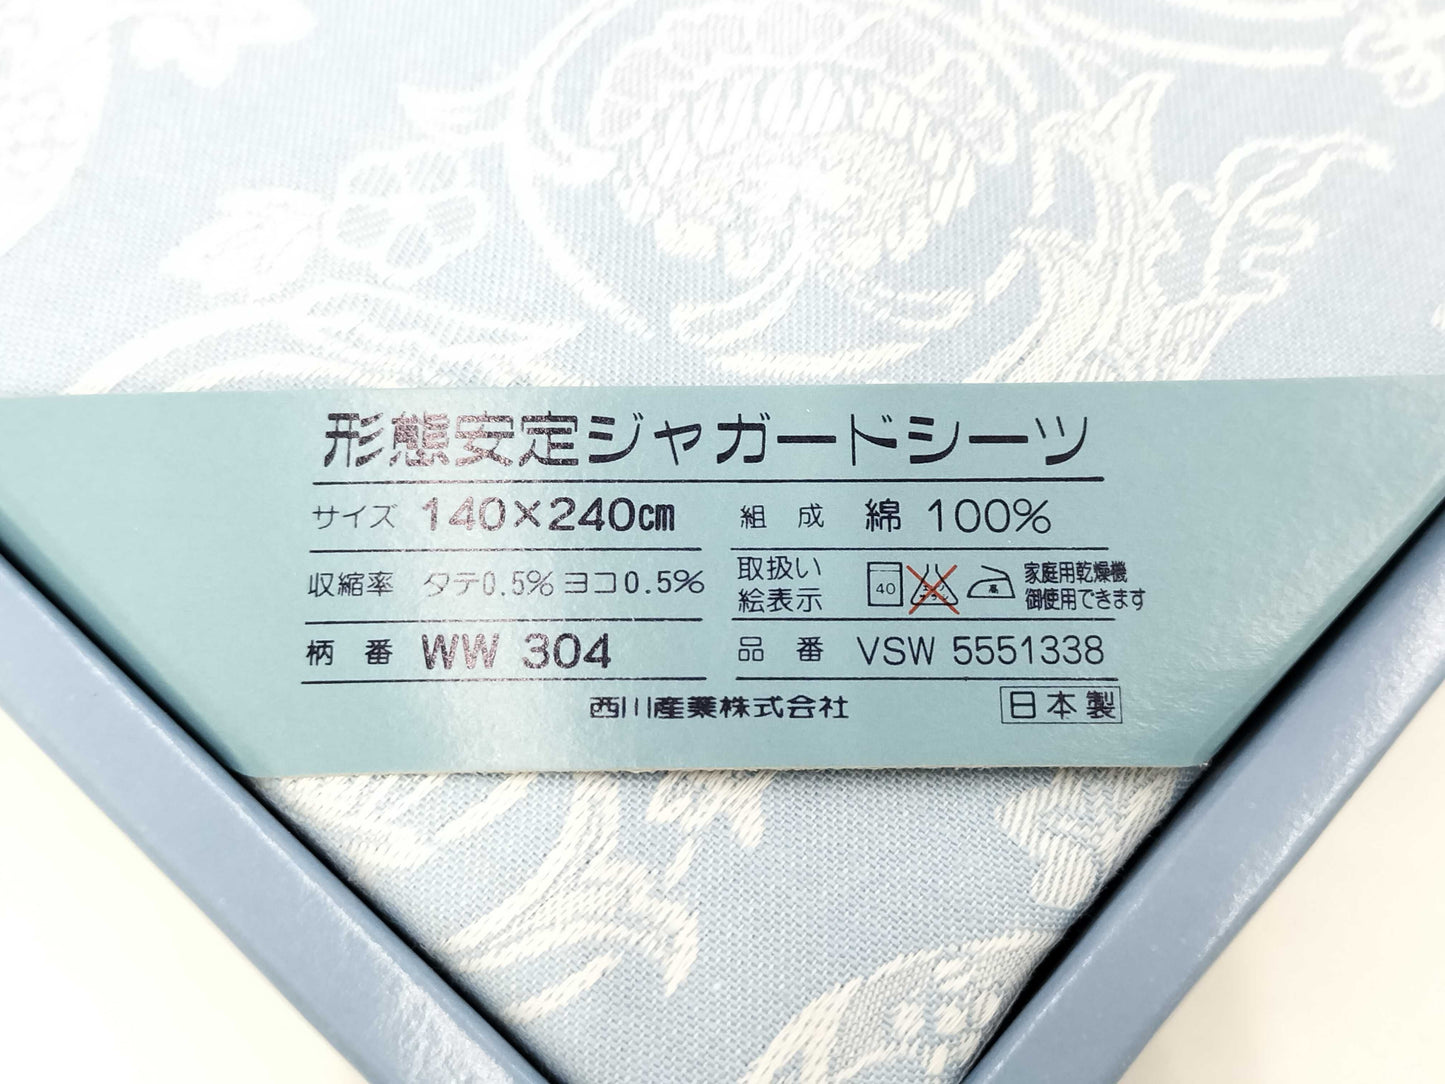 形態安定ジャガードシーツ
サイズ 140×240cm 組成 綿 100%
収縮率 タテ0.5% ヨコ0.5% 取扱い絵表示 40 高 家庭用乾燥機御使用できます
柄番 WW 304 品番 VSW 5551338
西川産業株式会社 日本製